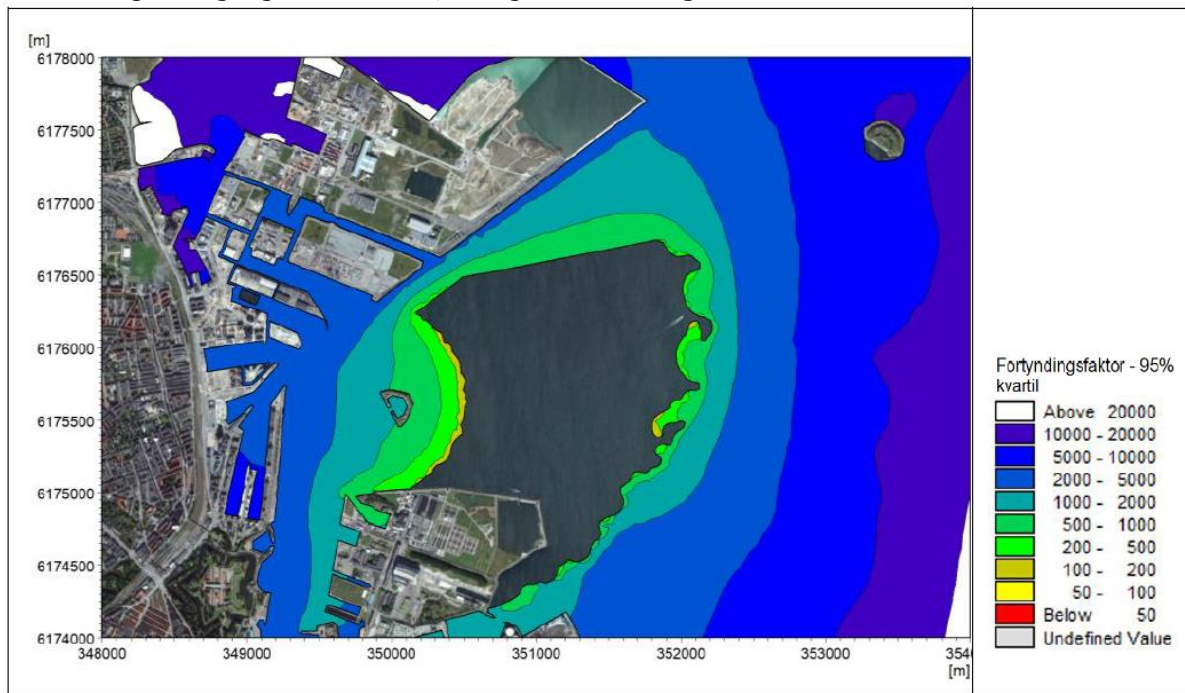 [m]
6178000
6177500
6177000
6176500
6176000
6175500
6175000
6174500
6174000
348000 349000 350000 351000 352000 353000
[m]
Fortyndingsfaktor - 95%
kvartil
Above 20000
10000 - 20000
5000 - 10000
2000 - 5000
1000 - 2000
500 - 1000
200 - 500
100 - 200
50 - 100
Below 50
Undefined Value